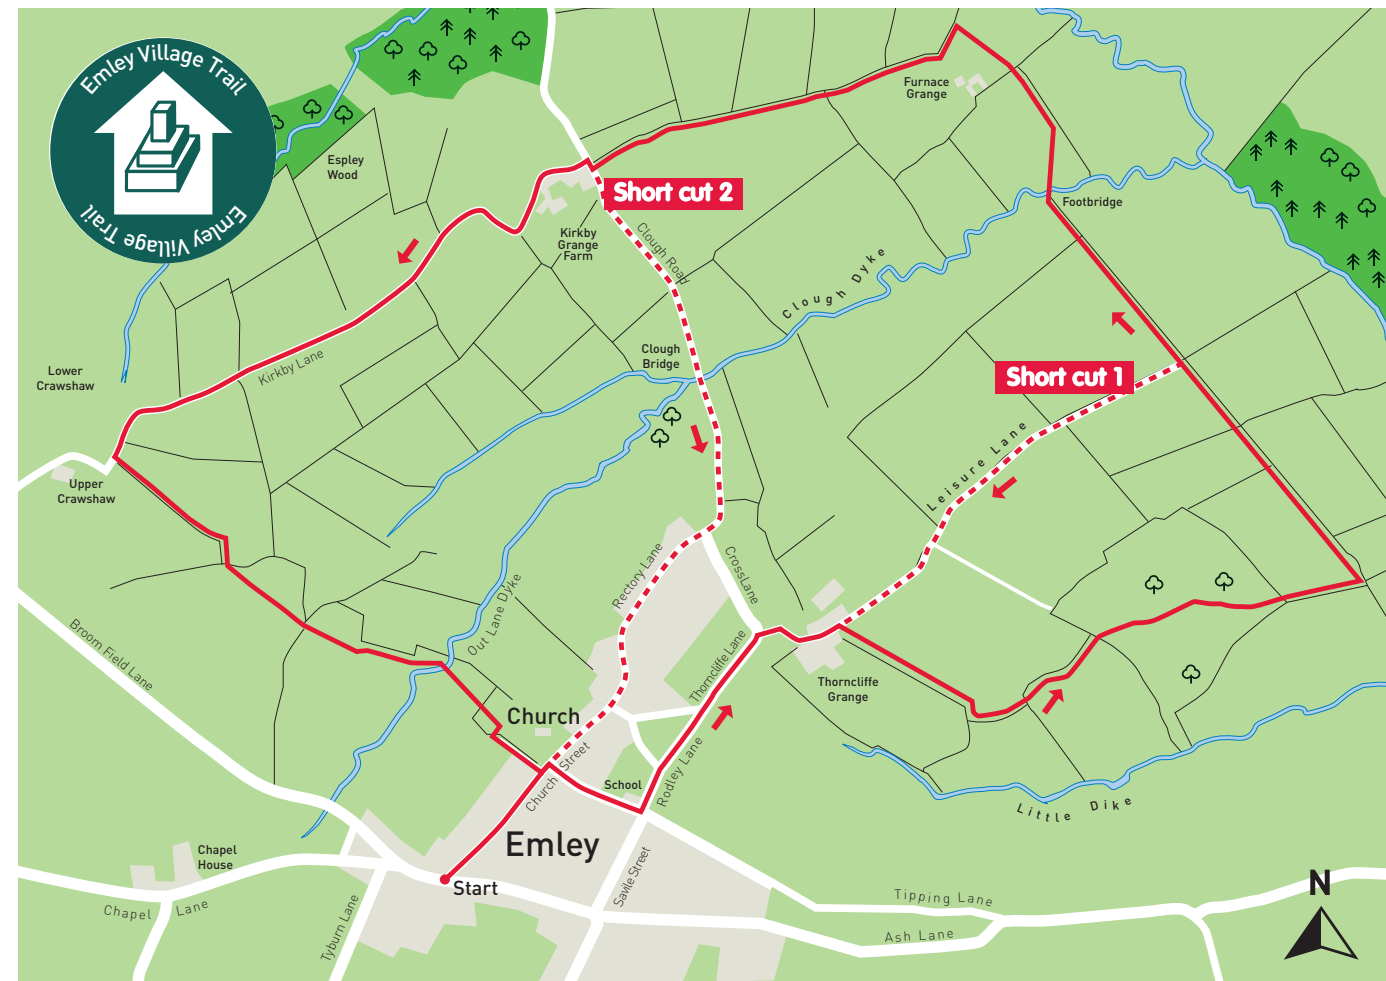 Emley Village Trail
Emley Village Trail
Espley
Wood
Furnace
Grange
Short cut 2
Footbridge
Kirkby
Grange
Farm
Clough Road
Clough Dyke
Lower
Crawshaw
Kirkby Lane
Clough
Bridge
Short cut 1
Leisure Lane
Upper
Crawshaw
Rectory Lane
CrossLane
Out Lane Dyke
Broom Field Lane
Thorncliffe Lane
Thorncliffe
Grange
Church
Church Street
School
Rodley Lane
Little Dike
Emley
Chapel
House
Start
Savile Street
N
Chapel Lane
Tyburn Lane
Tipping Lane
Ash Lane